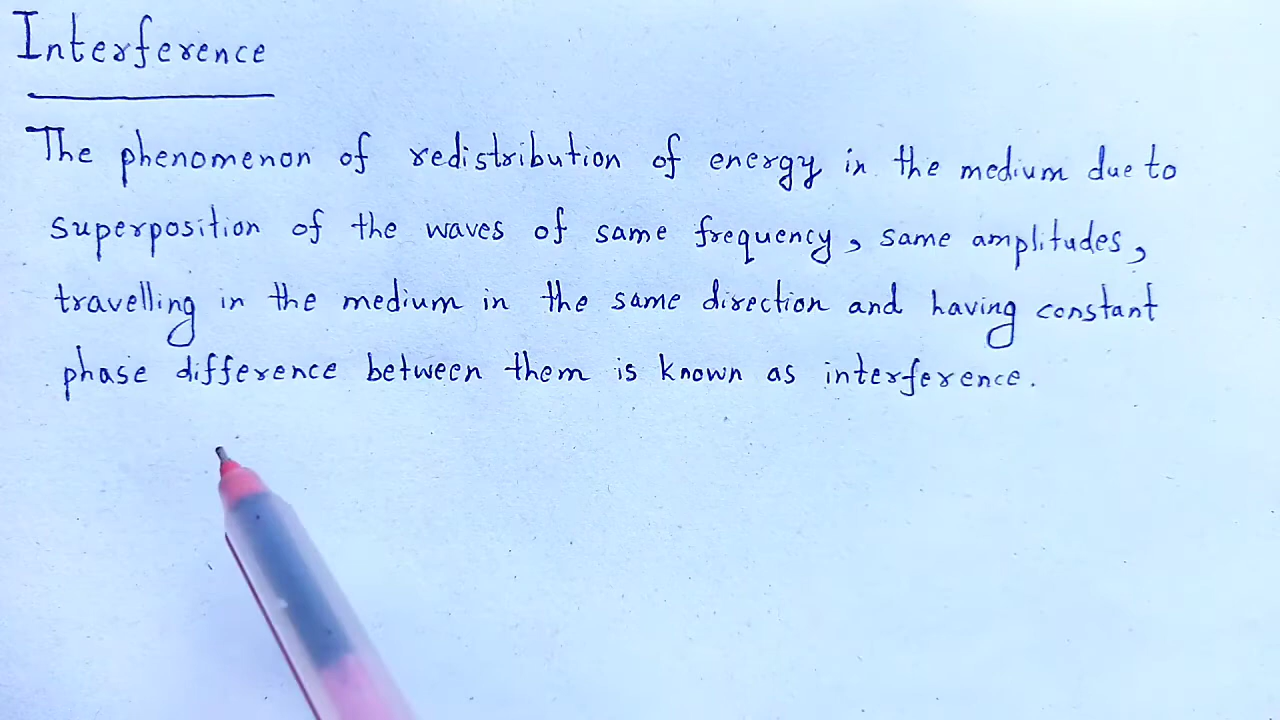 Interference
The phenomenon of redistribution of energy in the medium due to
superposition of the waves of same frequency, same amplitudes,
travelling in the medium in the same direction and having constant
phase difference between them is known as interference.